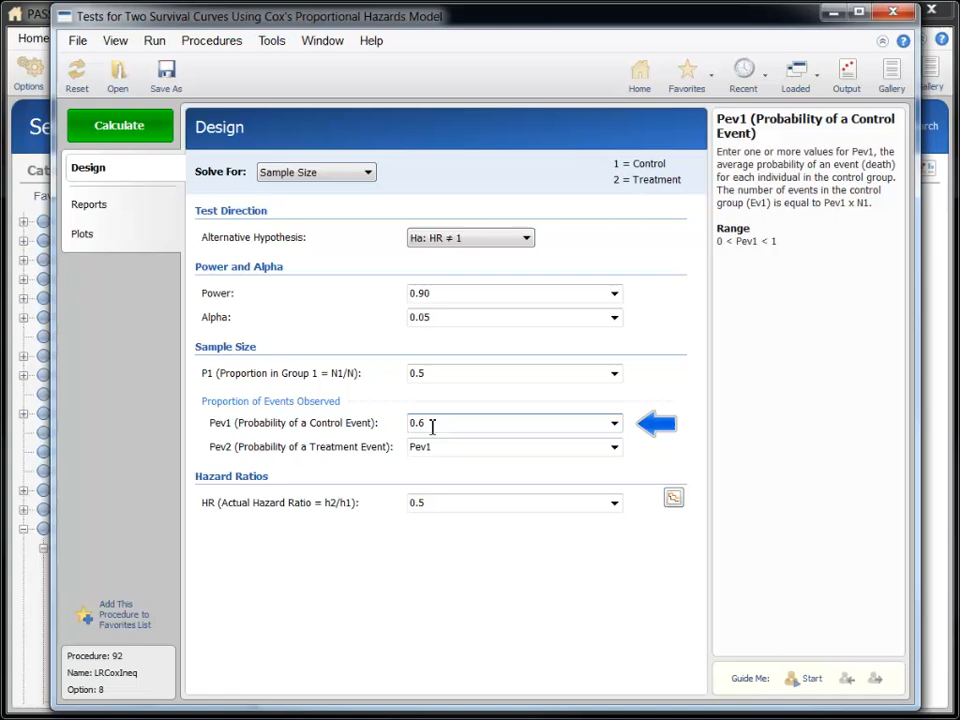 PASS
Tests for Two Survival Curves Using Cox's Proportional Hazards Model
Home
File View Run Procedures Tools Window Help
Options
Reset Open Save As Home Favorites Recent Loaded Output Gallery
Calculate
Design
Reports
Plots
Design
Solve For: Sample Size
1 = Control
2 = Treatment
Test Direction
Alternative Hypothesis: Ha: HR ≠ 1
Power and Alpha
Power: 0.90
Alpha: 0.05
Sample Size
P1 (Proportion in Group 1 = N1/N): 0.5
Proportion of Events Observed
Pev1 (Probability of a Control Event): 0.6
Pev2 (Probability of a Treatment Event): Pev1
Hazard Ratios
HR (Actual Hazard Ratio = h2/h1): 0.5
Pev1 (Probability of a Control
Event)
Enter one or more values for Pev1, the
average probability of an event (death)
for each individual in the control group.
The number of events in the control
group (Ev1) is equal to Pev1 x N1.
Range
0 < Pev1 < 1
Add This
Procedure to
Favorites List
Procedure: 92
Name: LRCoxIneq
Option: 8
Guide Me: Start